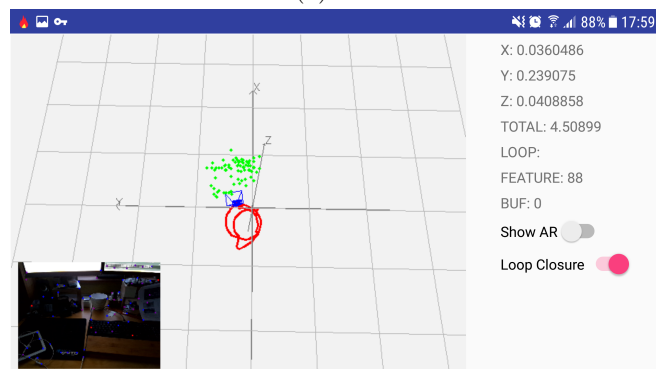 88% 17:59
X: 0.0360486
Y: 0.239075
Z: 0.0408858
TOTAL: 4.50899
LOOP:
FEATURE: 88
BUF: 0
Show AR
Loop Closure
X
Z
Y